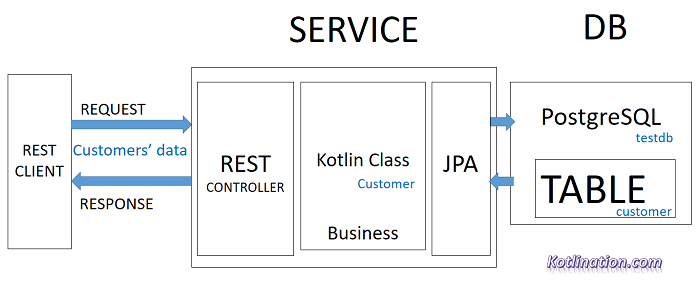 SERVICE
DB
REST
CLIENT
REQUEST
Customers' data
RESPONSE
REST
CONTROLLER
Kotlin Class
Customer
Business
JPA
PostgreSQL
testdb
TABLE
customer
Kotlination.com